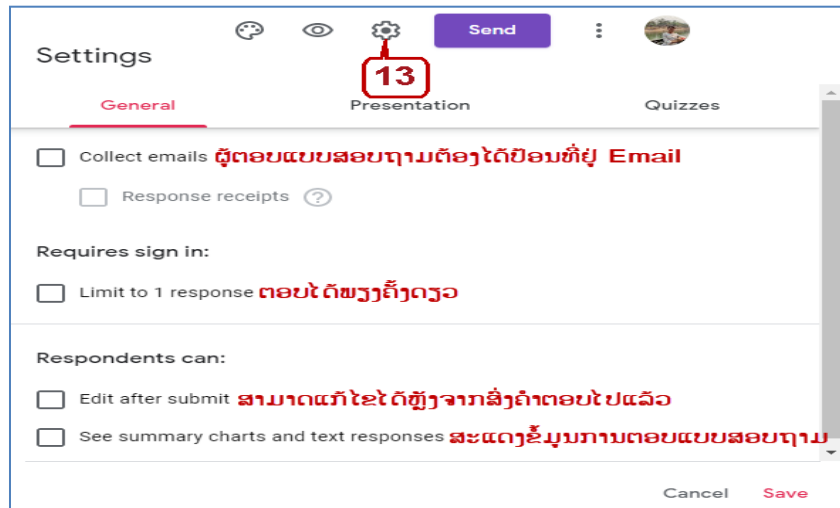 Send
Settings
13
General Presentation Quizzes
Collect emails ຜູ້ຕອບແບບສອບຖາມຕ້ອງໄດ້ປ້ອນທີ່ຢູ່ Email
Response receipts ?
Requires sign in:
Limit to 1 response ຕອບໄດ້ພຽງຄັ້ງດຽວ
Respondents can:
Edit after submit ສາມາດແກ້ໄຂໄດ້ຫຼັງຈາກສົ່ງຄຳຕອບໄປແລ້ວ
See summary charts and text responses ສະແດງຂໍ້ມູນການຕອບແບບສອບຖາມ
Cancel Save